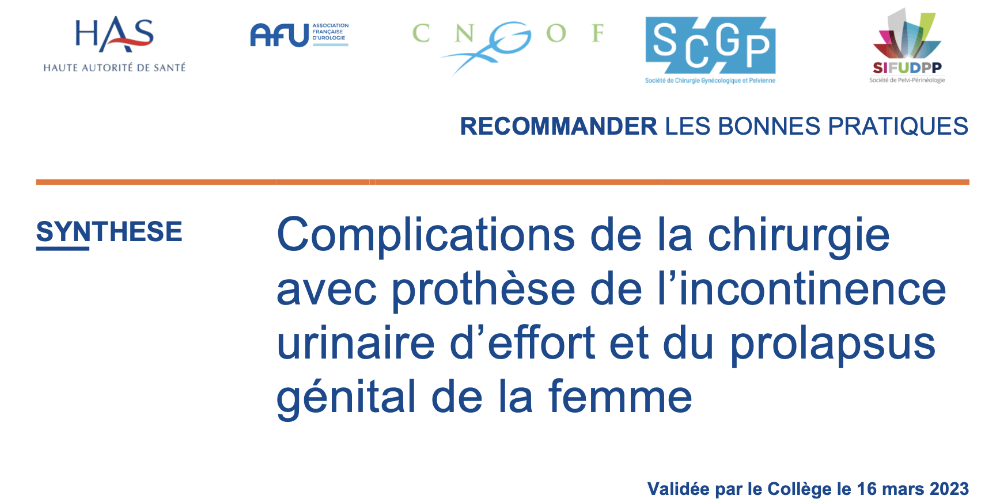 HAS
HAUTE AUTORITÉ DE SANTÉ
AFU ASSOCIATION
FRANÇAISE
D'UROLOGIE
C N G O F
SCGP
Société de Chirurgie Gynécologique et Pelvienne
SIFUDPP
Société de Pelvi-Périnéologie
RECOMMANDER LES BONNES PRATIQUES
SYNTHESE
Complications de la chirurgie
avec prothèse de l’incontinence
urinaire d’effort et du prolapsus
génital de la femme
Validée par le Collège le 16 mars 2023